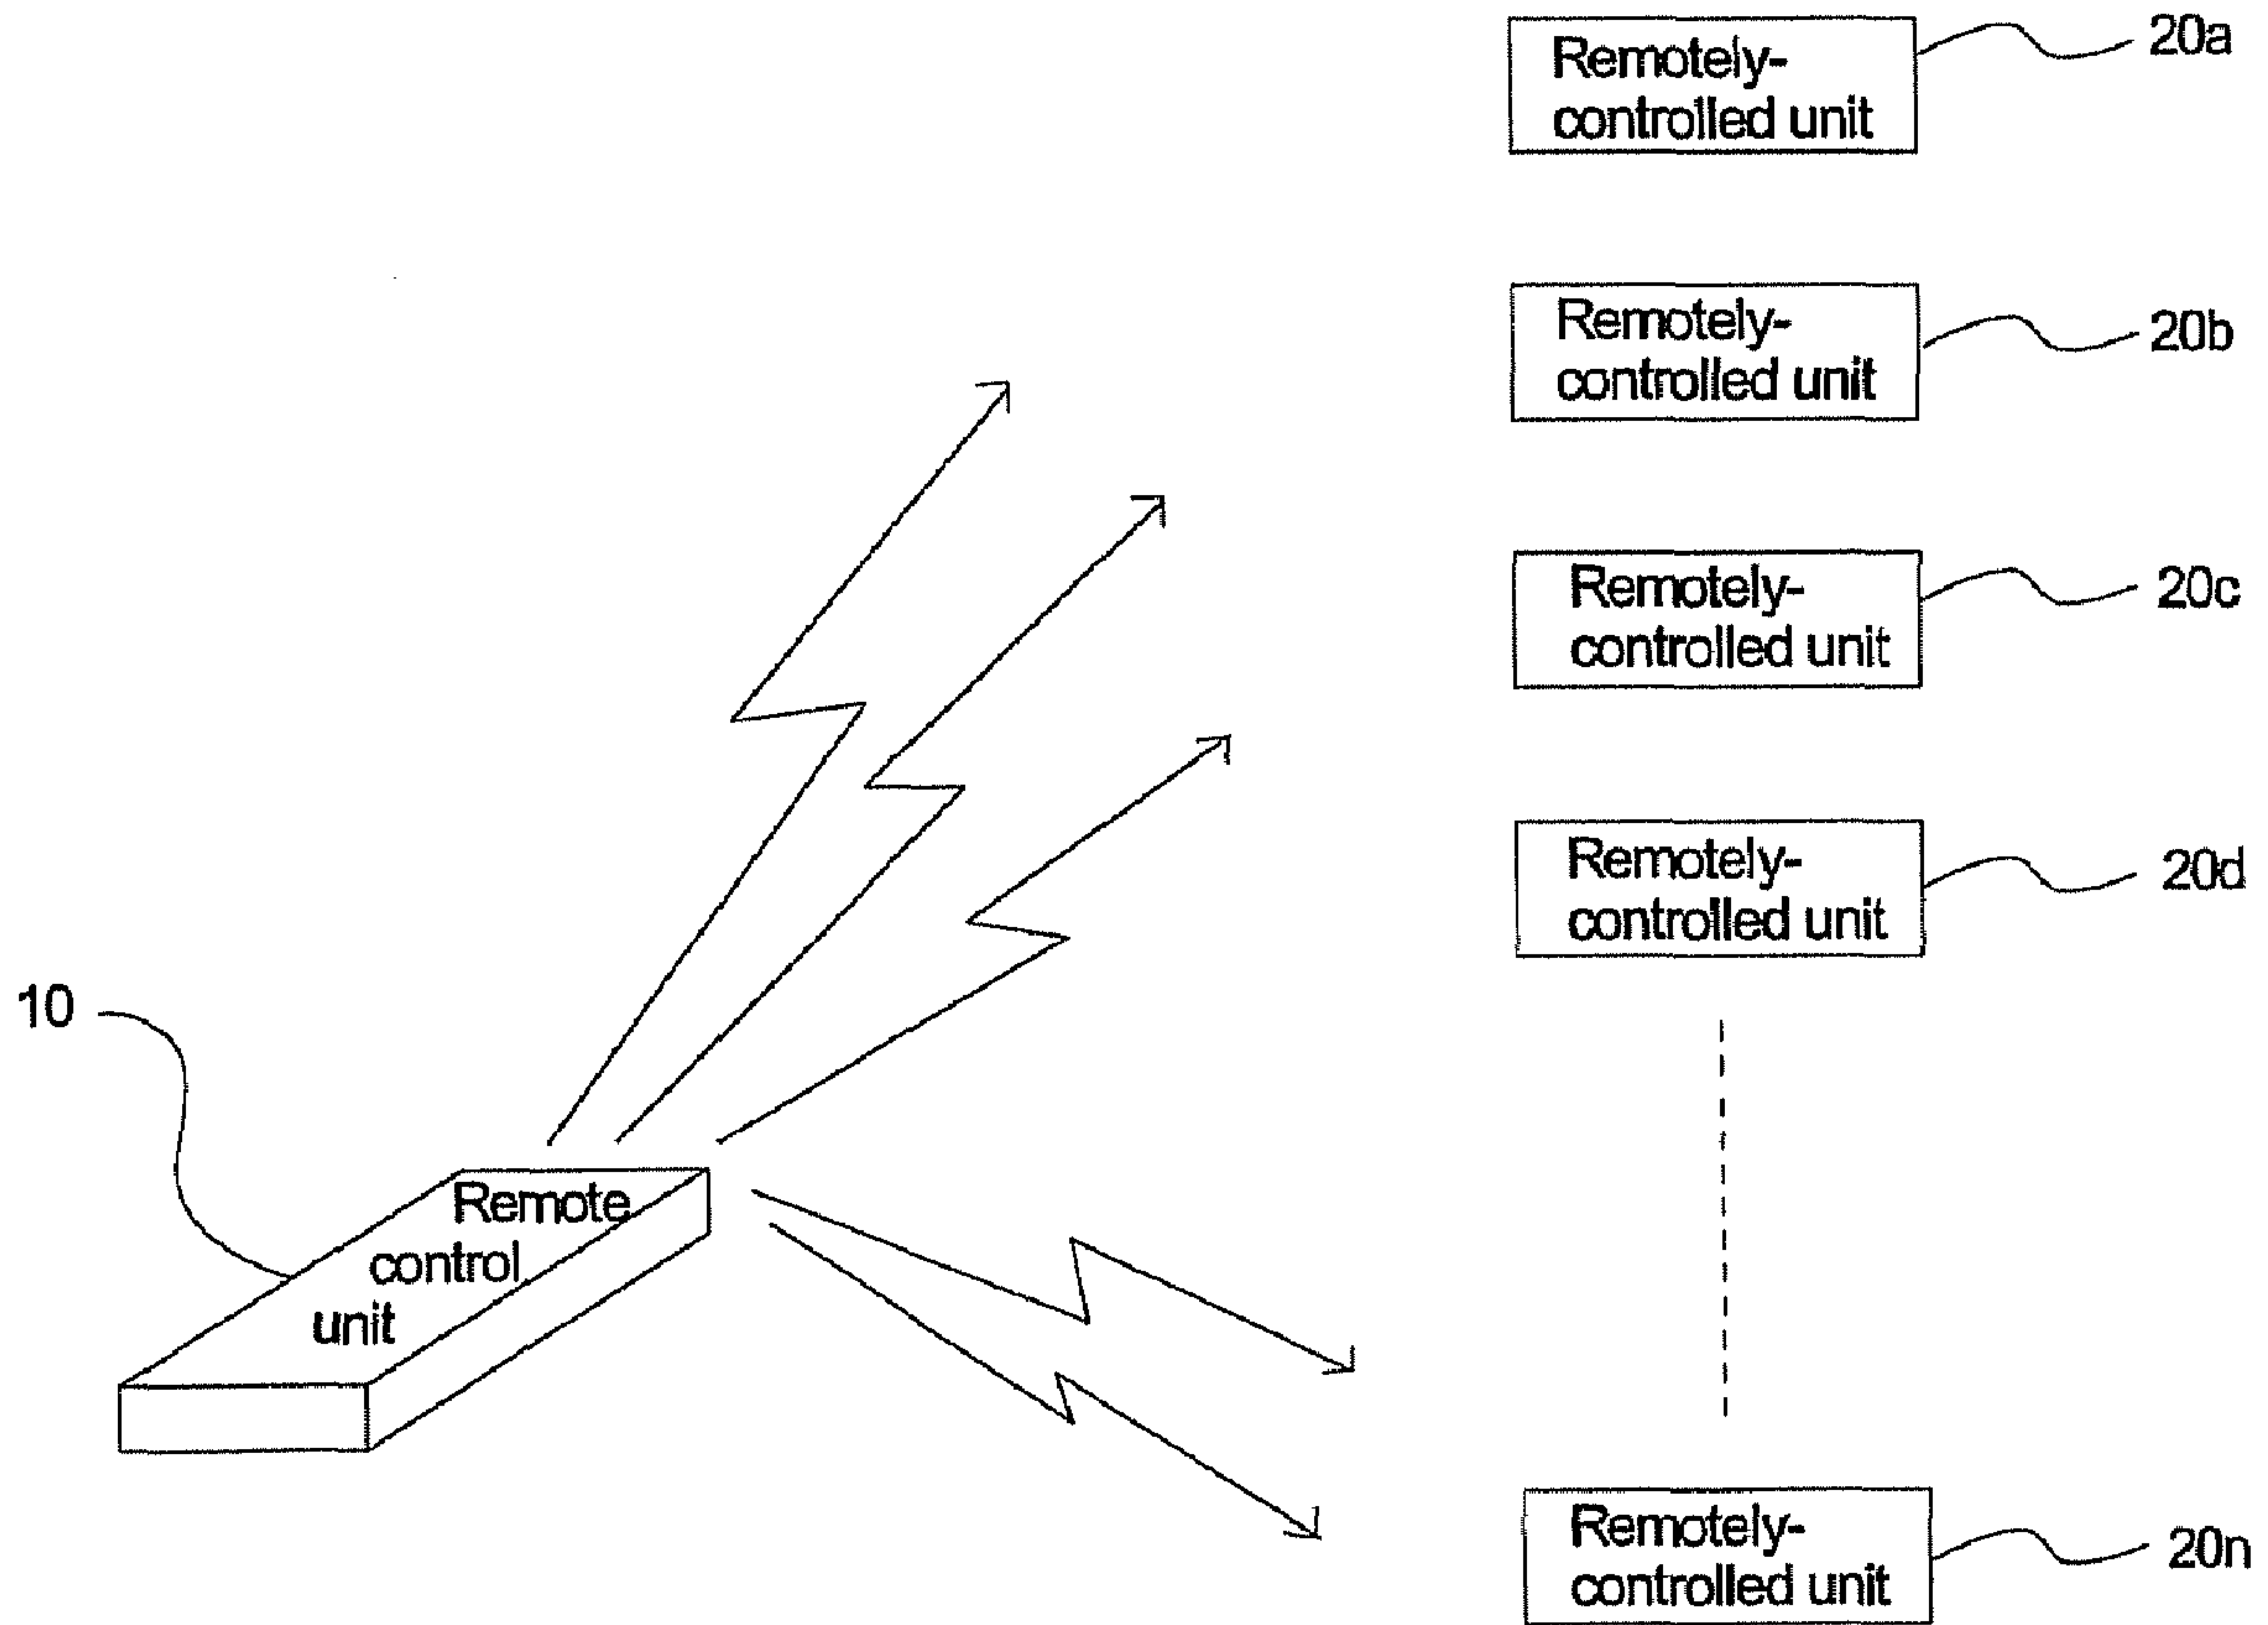 Remotely-
controlled unit
20a
Remotely-
controlled unit
20b
Remotely-
controlled unit
20c
Remotely-
controlled unit
20d
10
Remote
control
unit
Remotely-
controlled unit
20n